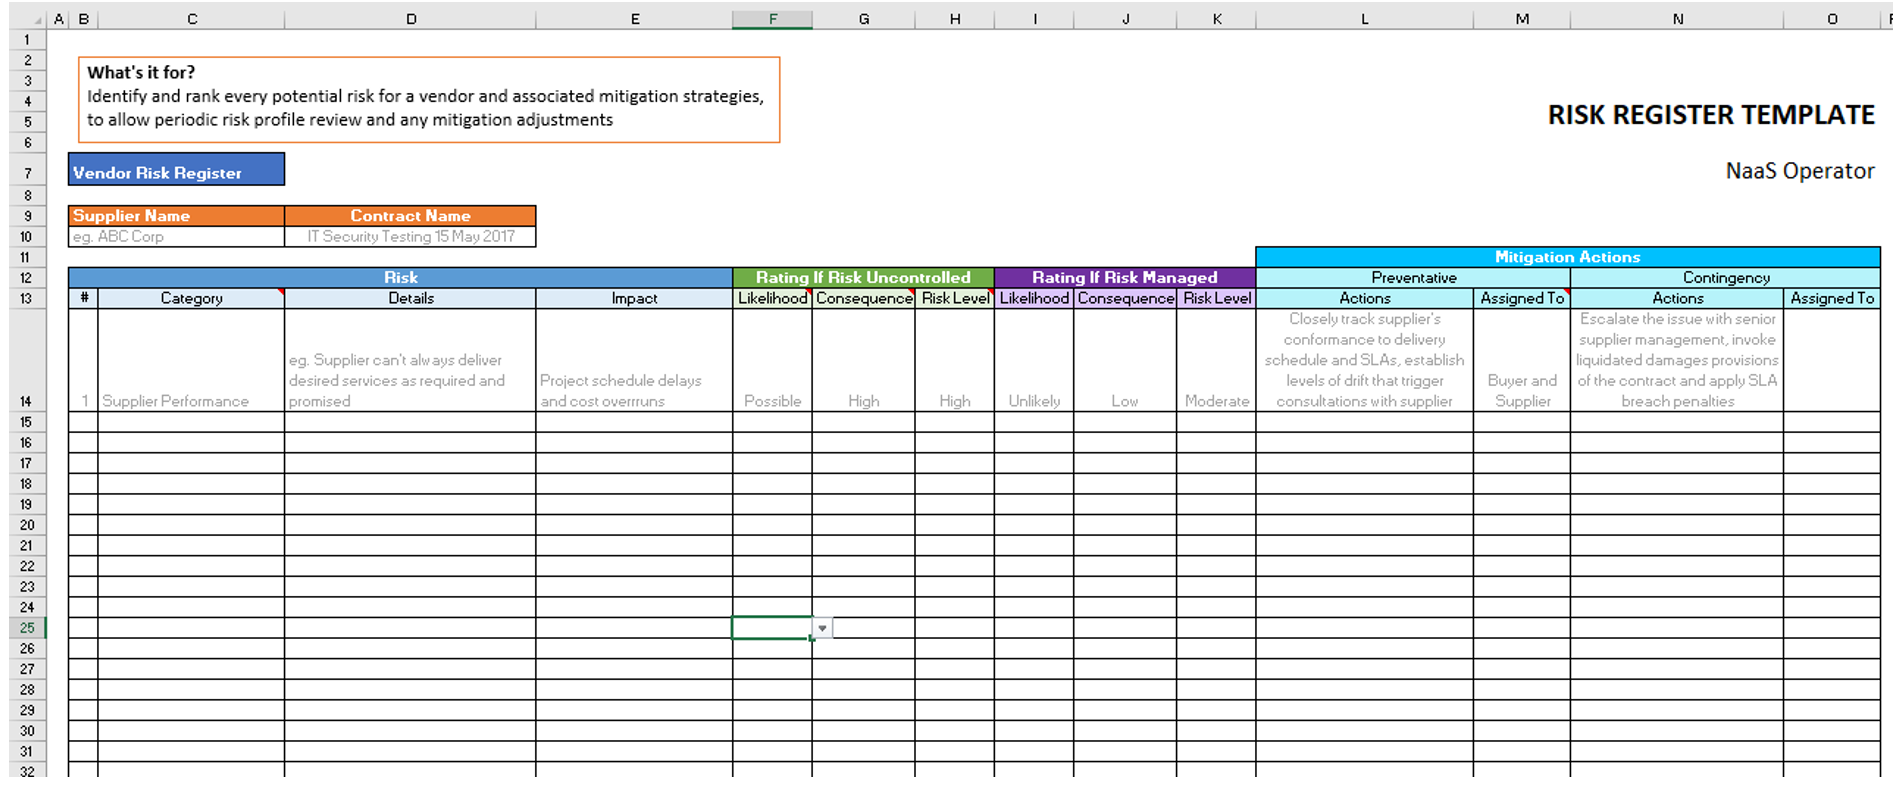 A B C D E F G H I J K L M N O
1
2
What's it for?
3
Identify and rank every potential risk for a vendor and associated mitigation strategies,
4
to allow periodic risk profile review and any mitigation adjustments
5
RISK REGISTER TEMPLATE
6
7 Vendor Risk Register
NaaS Operator
8
9 Supplier Name Contract Name
10 eg. ABC Corp IT Security Testing 15 May 2017
11 Mitigation Actions
12 Risk Rating If Risk Uncontrolled Rating If Risk Managed Preventative Contingency
13 # Category Details Impact Likelihood Consequence Risk Level Likelihood Consequence Risk Level Actions Assigned To Actions Assigned To
14
1
Supplier Performance
eg. Supplier can't always deliver
desired services as required and
promised
Project schedule delays
and cost overrruns
Possible
High
High
Unlikely
Low
Moderate
Closely track supplier's
conformance to delivery
schedule and SLAs, establish
levels of drift that trigger
consultations with supplier
Buyer and
Supplier
Escalate the issue with senior
supplier management, invoke
liquidated damages provisions
of the contract and apply SLA
breach penalties
15
16
17
18
19
20
21
22
23
24
25
26
27
28
29
30
31
32